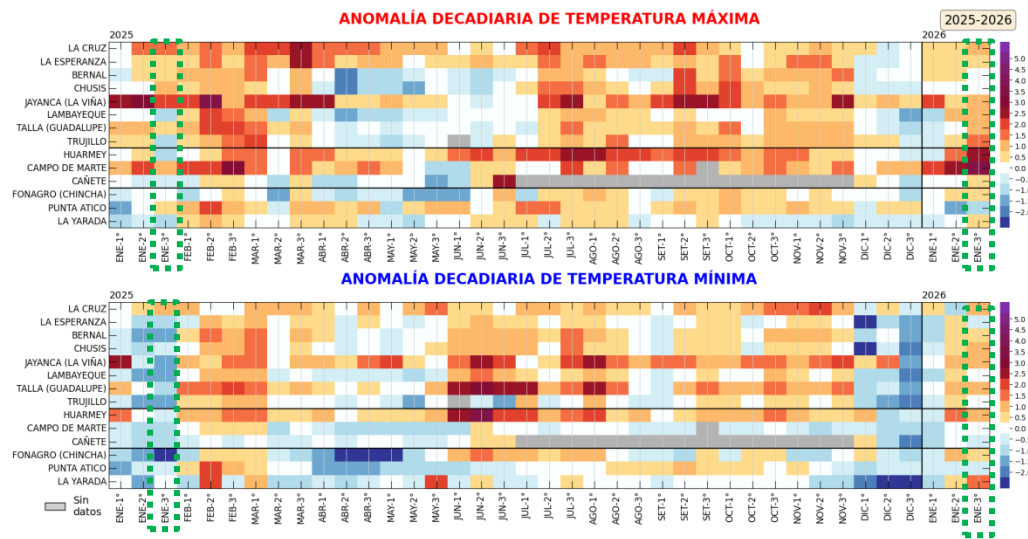 ANOMALÍA DECADIARIA DE TEMPERATURA MÁXIMA
2025-2026
2025
2026
LA CRUZ
LA ESPERANZA
BERNAL
CHUSIS
JAYANCA (LA VIÑA)
LAMBAYEQUE
TALLA (GUADALUPE)
TRUJILLO
HUARMEY
CAMPO DE MARTE
CAÑETE
FONAGRO (CHINCHA)
PUNTA ATICO
LA YARADA
5.0
4.5
4.0
3.5
3.0
2.5
2.0
1.5
1.0
0.5
−0.
−1.
−1.
−2.
ENE-1° ENE-2° ENE-3° FEB-1° FEB-2° FEB-3° MAR-1° MAR-2° MAR-3° ABR-1° ABR-2° ABR-3° MAY-1° MAY-2° MAY-3° JUN-1° JUN-2° JUN-3° JUL-1° JUL-2° JUL-3° AGO-1° AGO-2° AGO-3° SET-1° SET-2° SET-3° OCT-1° OCT-2° OCT-3° NOV-1° NOV-2° NOV-3° DIC-1° DIC-2° DIC-3° ENE-1° ENE-2° ENE-3°
ANOMALÍA DECADIARIA DE TEMPERATURA MÍNIMA
2025
2026
LA CRUZ
LA ESPERANZA
BERNAL
CHUSIS
JAYANCA (LA VIÑA)
LAMBAYEQUE
TALLA (GUADALUPE)
TRUJILLO
HUARMEY
CAMPO DE MARTE
CAÑETE
FONAGRO (CHINCHA)
PUNTA ATICO
LA YARADA
5.0
4.5
4.0
3.5
3.0
2.5
2.0
1.5
1.0
0.5
−0.
−1.
−1.
−2.
Sin
datos
ENE-1° ENE-2° ENE-3° FEB-1° FEB-2° FEB-3° MAR-1° MAR-2° MAR-3° ABR-1° ABR-2° ABR-3° MAY-1° MAY-2° MAY-3° JUN-1° JUN-2° JUN-3° JUL-1° JUL-2° JUL-3° AGO-1° AGO-2° AGO-3° SET-1° SET-2° SET-3° OCT-1° OCT-2° OCT-3° NOV-1° NOV-2° NOV-3° DIC-1° DIC-2° DIC-3° ENE-1° ENE-2° ENE-3°